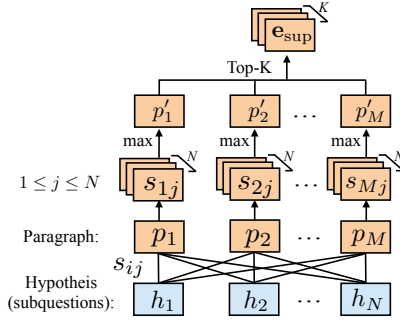 K
e_sup
Top-K
p′_1 p′_2 ... p′_M
max max max
N N N
1 ≤ j ≤ N s_1j s_2j ... s_Mj
Paragraph: p_1 p_2 ... p_M
s_ij
Hypotheis
(subquestions): h_1 h_2 ... h_N